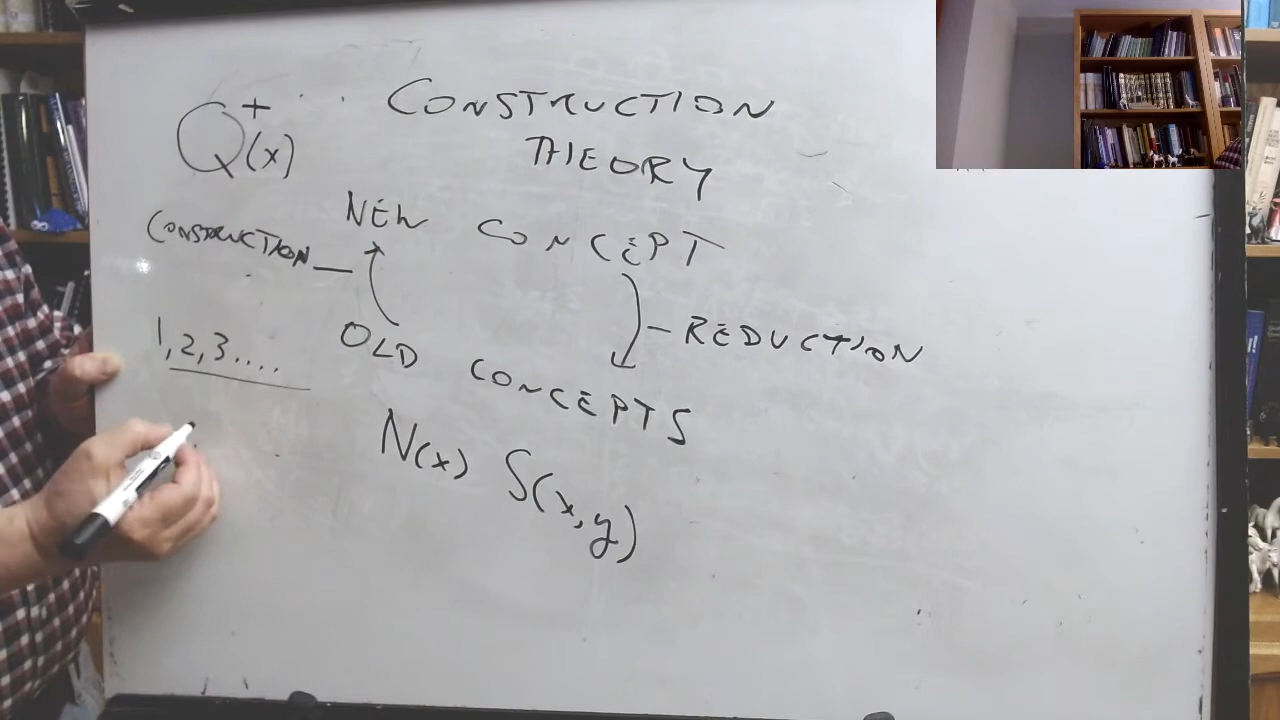 CONSTRUCTION
THEORY
Q⁺(x)
NEW CONCEPT
CONSTRUCTION
REDUCTION
OLD CONCEPTS
1,2,3....
N(x) S(x,y)